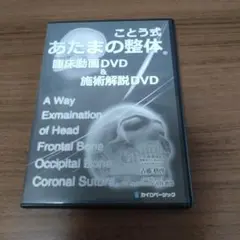 ことう式
あたまの整体®
臨床動画DVD
&
施術解説DVD
A Way
Exmaination
of Head
Frontal Bone
Occipital Bone
Coronal Suture
カイロベーシック